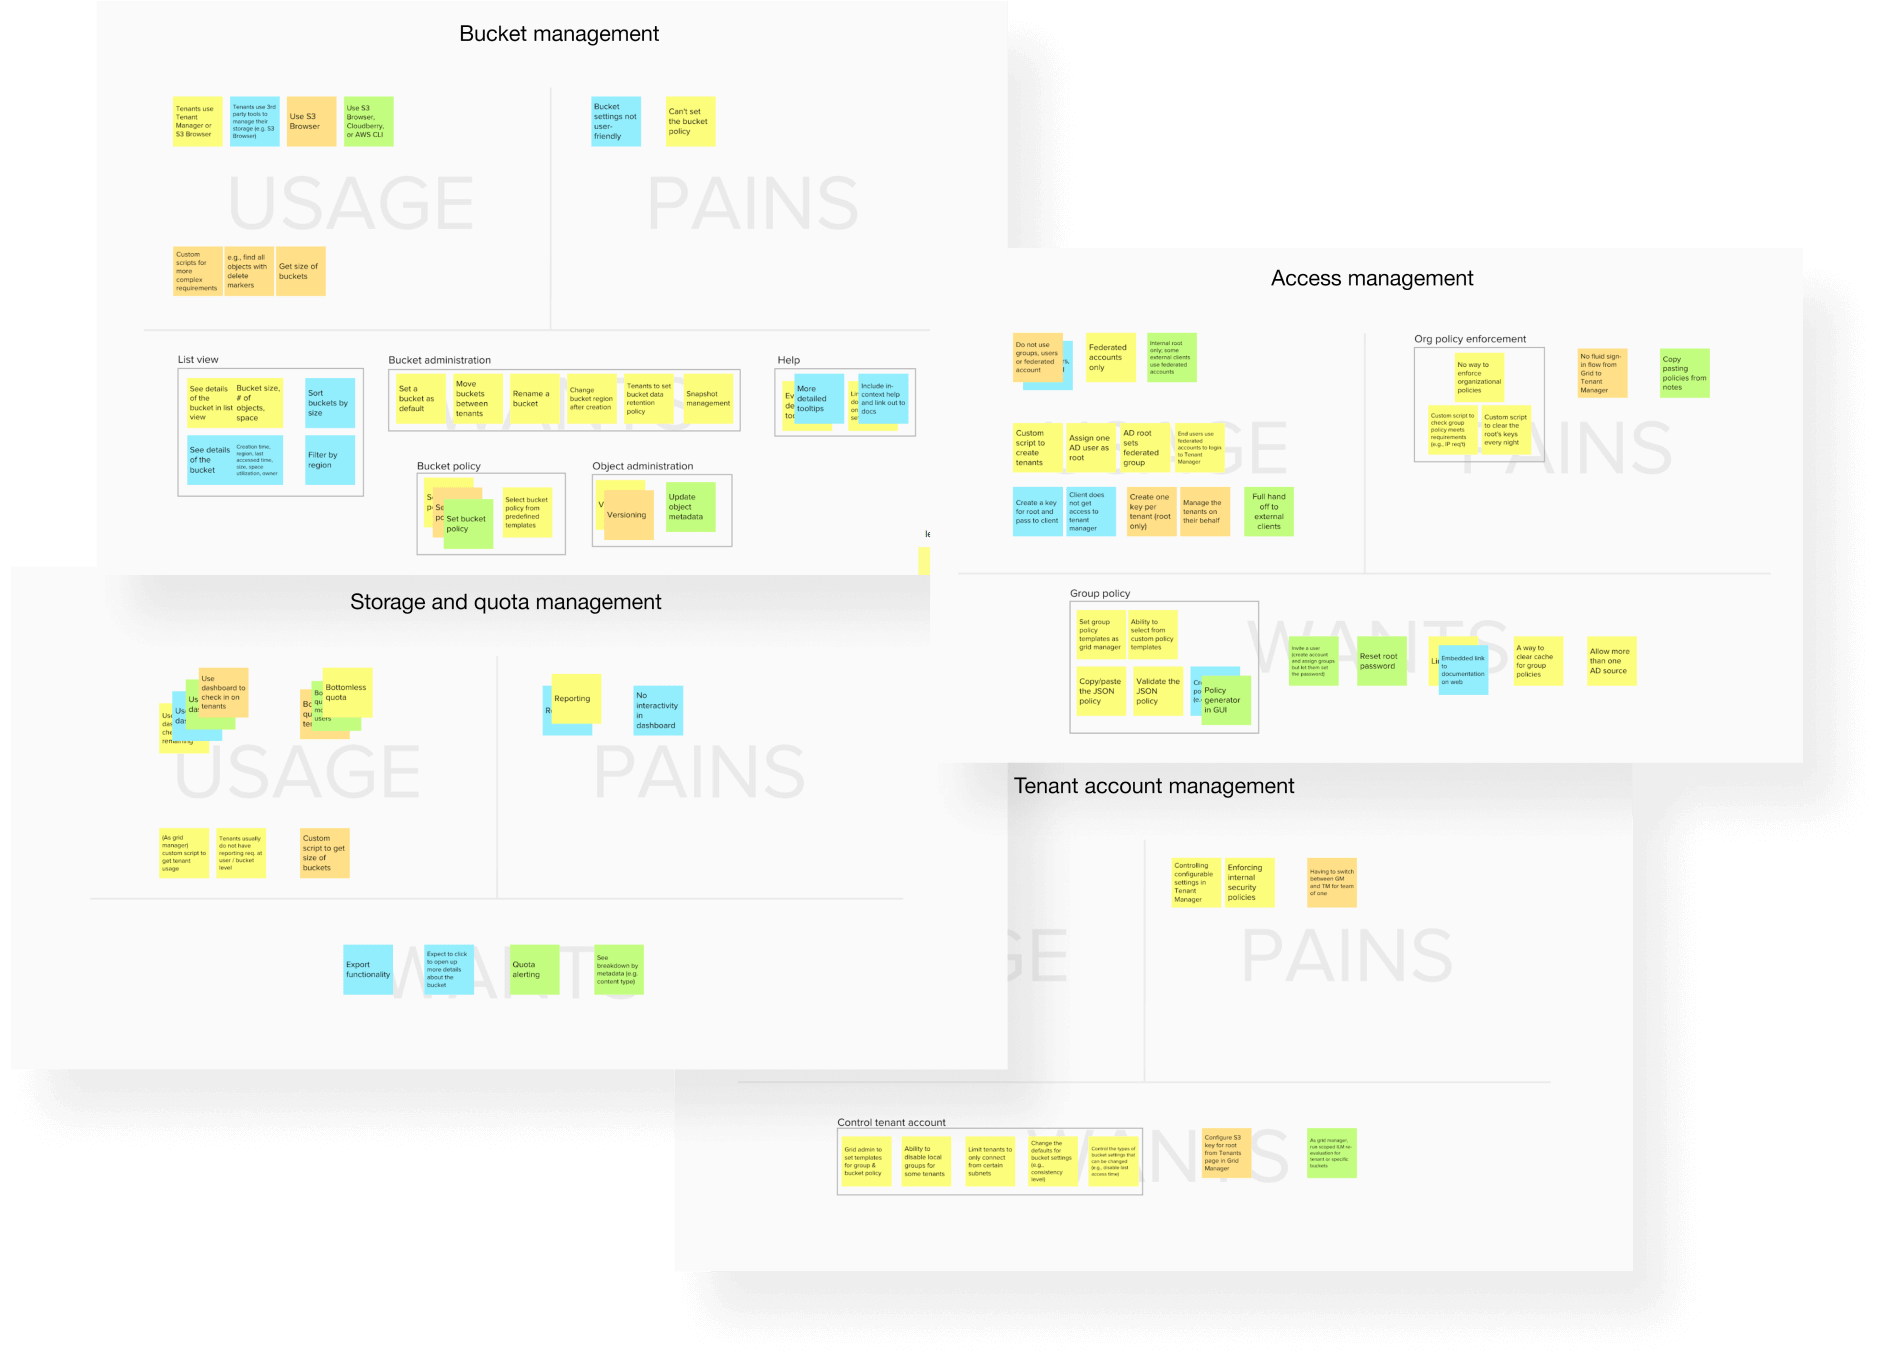 Bucket management
Tenants use
Tenant
Manager or
S3 Browser
Tenants use 3rd
party tools to
manage their
storage (e.g. S3
Browser)
Use S3
Browser
Use S3
Browser,
Cloudberry,
or AWS CLI
USAGE
Custom
scripts for
more
complex
requirements
e.g., find all
objects with
delete
markers
Get size of
buckets
Bucket
settings not
user-
friendly
Can't set
the bucket
policy
PAINS
List view
See details
of the
bucket in list
view
Bucket size,
# of
objects,
space
Sort
buckets by
size
See details
of the
bucket
Creation time,
region, last
accessed time,
size, space
utilization, owner
Filter by
region
Bucket administration
Set a
bucket as
default
Move
buckets
between
tenants
Rename a
bucket
Change
bucket region
after creation
Tenants to set
bucket data
retention
policy
Snapshot
management
Help
More
detailed
tooltips
Include in-
context help
and link out to
docs
Bucket policy
Set bucket
policy
Select bucket
policy from
predefined
templates
Object administration
Versioning
Update
object
metadata
Access management
Do not use
groups, users
or federated
account
Federated
accounts
only
Internal root
only; some
external clients
use federated
accounts
Custom
script to
create
tenants
Assign one
AD user as
root
AD root
sets
federated
group
End users use
federated
accounts to login
to Tenant
Manager
Create a key
for root and
pass to client
Client does
not get
access to
tenant
manager
Create one
key per
tenant (root
only)
Manage the
tenants on
their behalf
Full hand
off to
external
clients
Org policy enforcement
No way to
enforce
organizational
policies
Custom script to
check group
policy meets
requirements
(e.g., IP req't)
Custom script
to clear the
root's keys
every night
No fluid sign-
in flow from
Grid to
Tenant
Manager
Copy
pasting
policies from
notes
PAINS
Group policy
Set group
policy
templates as
grid manager
Ability to
select from
custom policy
templates
Copy/paste
the JSON
policy
Validate the
JSON
policy
Policy
generator
in GUI
WANTS
Invite a user
(create account
and assign groups
but let them set
the password)
Reset root
password
Embedded link
to
documentation
on web
A way to
clear cache
for group
policies
Allow more
than one
AD source
Storage and quota management
Use
dashboard to
check in on
tenants
Bottomless
quota
USAGE
(As grid
manager)
custom script to
get tenant
usage
Tenants usually
do not have
reporting req. at
user / bucket
level
Custom
script to get
size of
buckets
Reporting
No
interactivity
in
dashboard
PAINS
Export
functionality
Expect to click
to open up
more details
about the
bucket
Quota
alerting
See
breakdown by
metadata (e.g.
content type)
WANTS
Tenant account management
Controlling
configurable
settings in
Tenant
Manager
Enforcing
internal
security
policies
Having to switch
between GM
and TM for team
of one
PAINS
Control tenant account
Grid admin to
set templates
for group &
bucket policy
Ability to
disable local
groups for
some tenants
Limit tenants to
only connect
from certain
subnets
Change the
defaults for
bucket settings
(e.g.,
consistency
level)
Control the types of
bucket settings that
can be changed
(e.g., disable last
access time)
WANTS
Configure S3
key for root
from Tenants
page in Grid
Manager
As grid manager,
run scoped ILM re-
evaluation for
tenant or specific
buckets